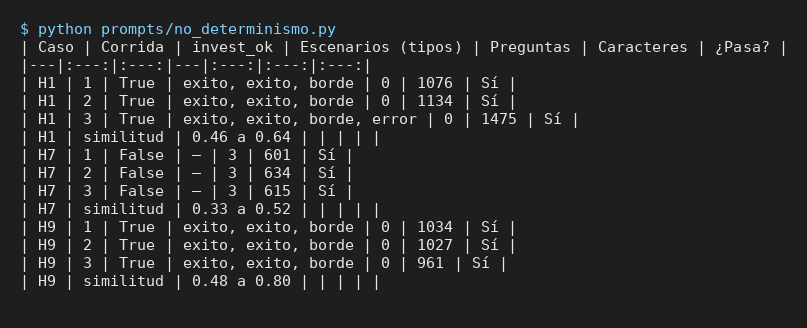 $ python prompts/no_determinismo.py
| Caso | Corrida | invest_ok | Escenarios (tipos) | Preguntas | Caracteres | ¿Pasa? |
|---|:---:|:---:|---|:---:|:---:|:---:|
| H1 | 1 | True | exito, exito, borde | 0 | 1076 | Sí |
| H1 | 2 | True | exito, exito, borde | 0 | 1134 | Sí |
| H1 | 3 | True | exito, exito, borde, error | 0 | 1475 | Sí |
| H1 | similitud | 0.46 a 0.64 | | | | |
| H7 | 1 | False | — | 3 | 601 | Sí |
| H7 | 2 | False | — | 3 | 634 | Sí |
| H7 | 3 | False | — | 3 | 615 | Sí |
| H7 | similitud | 0.33 a 0.52 | | | | |
| H9 | 1 | True | exito, exito, borde | 0 | 1034 | Sí |
| H9 | 2 | True | exito, exito, borde | 0 | 1027 | Sí |
| H9 | 3 | True | exito, exito, borde | 0 | 961 | Sí |
| H9 | similitud | 0.48 a 0.80 | | | | |